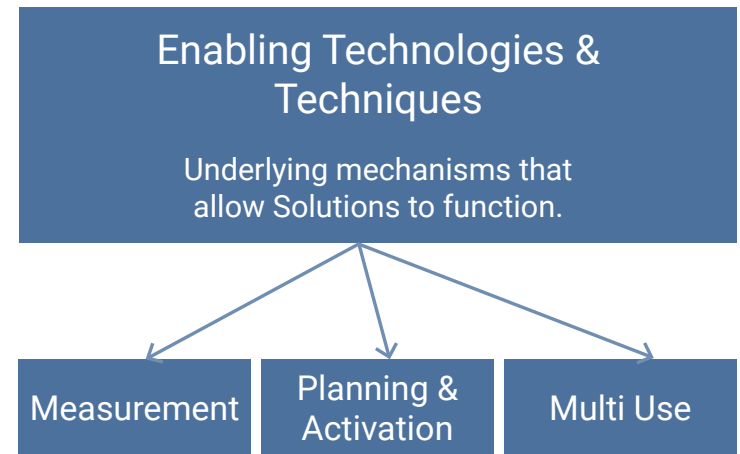 Enabling Technologies &
Techniques
Underlying mechanisms that
allow Solutions to function.
Measurement
Planning &
Activation
Multi Use